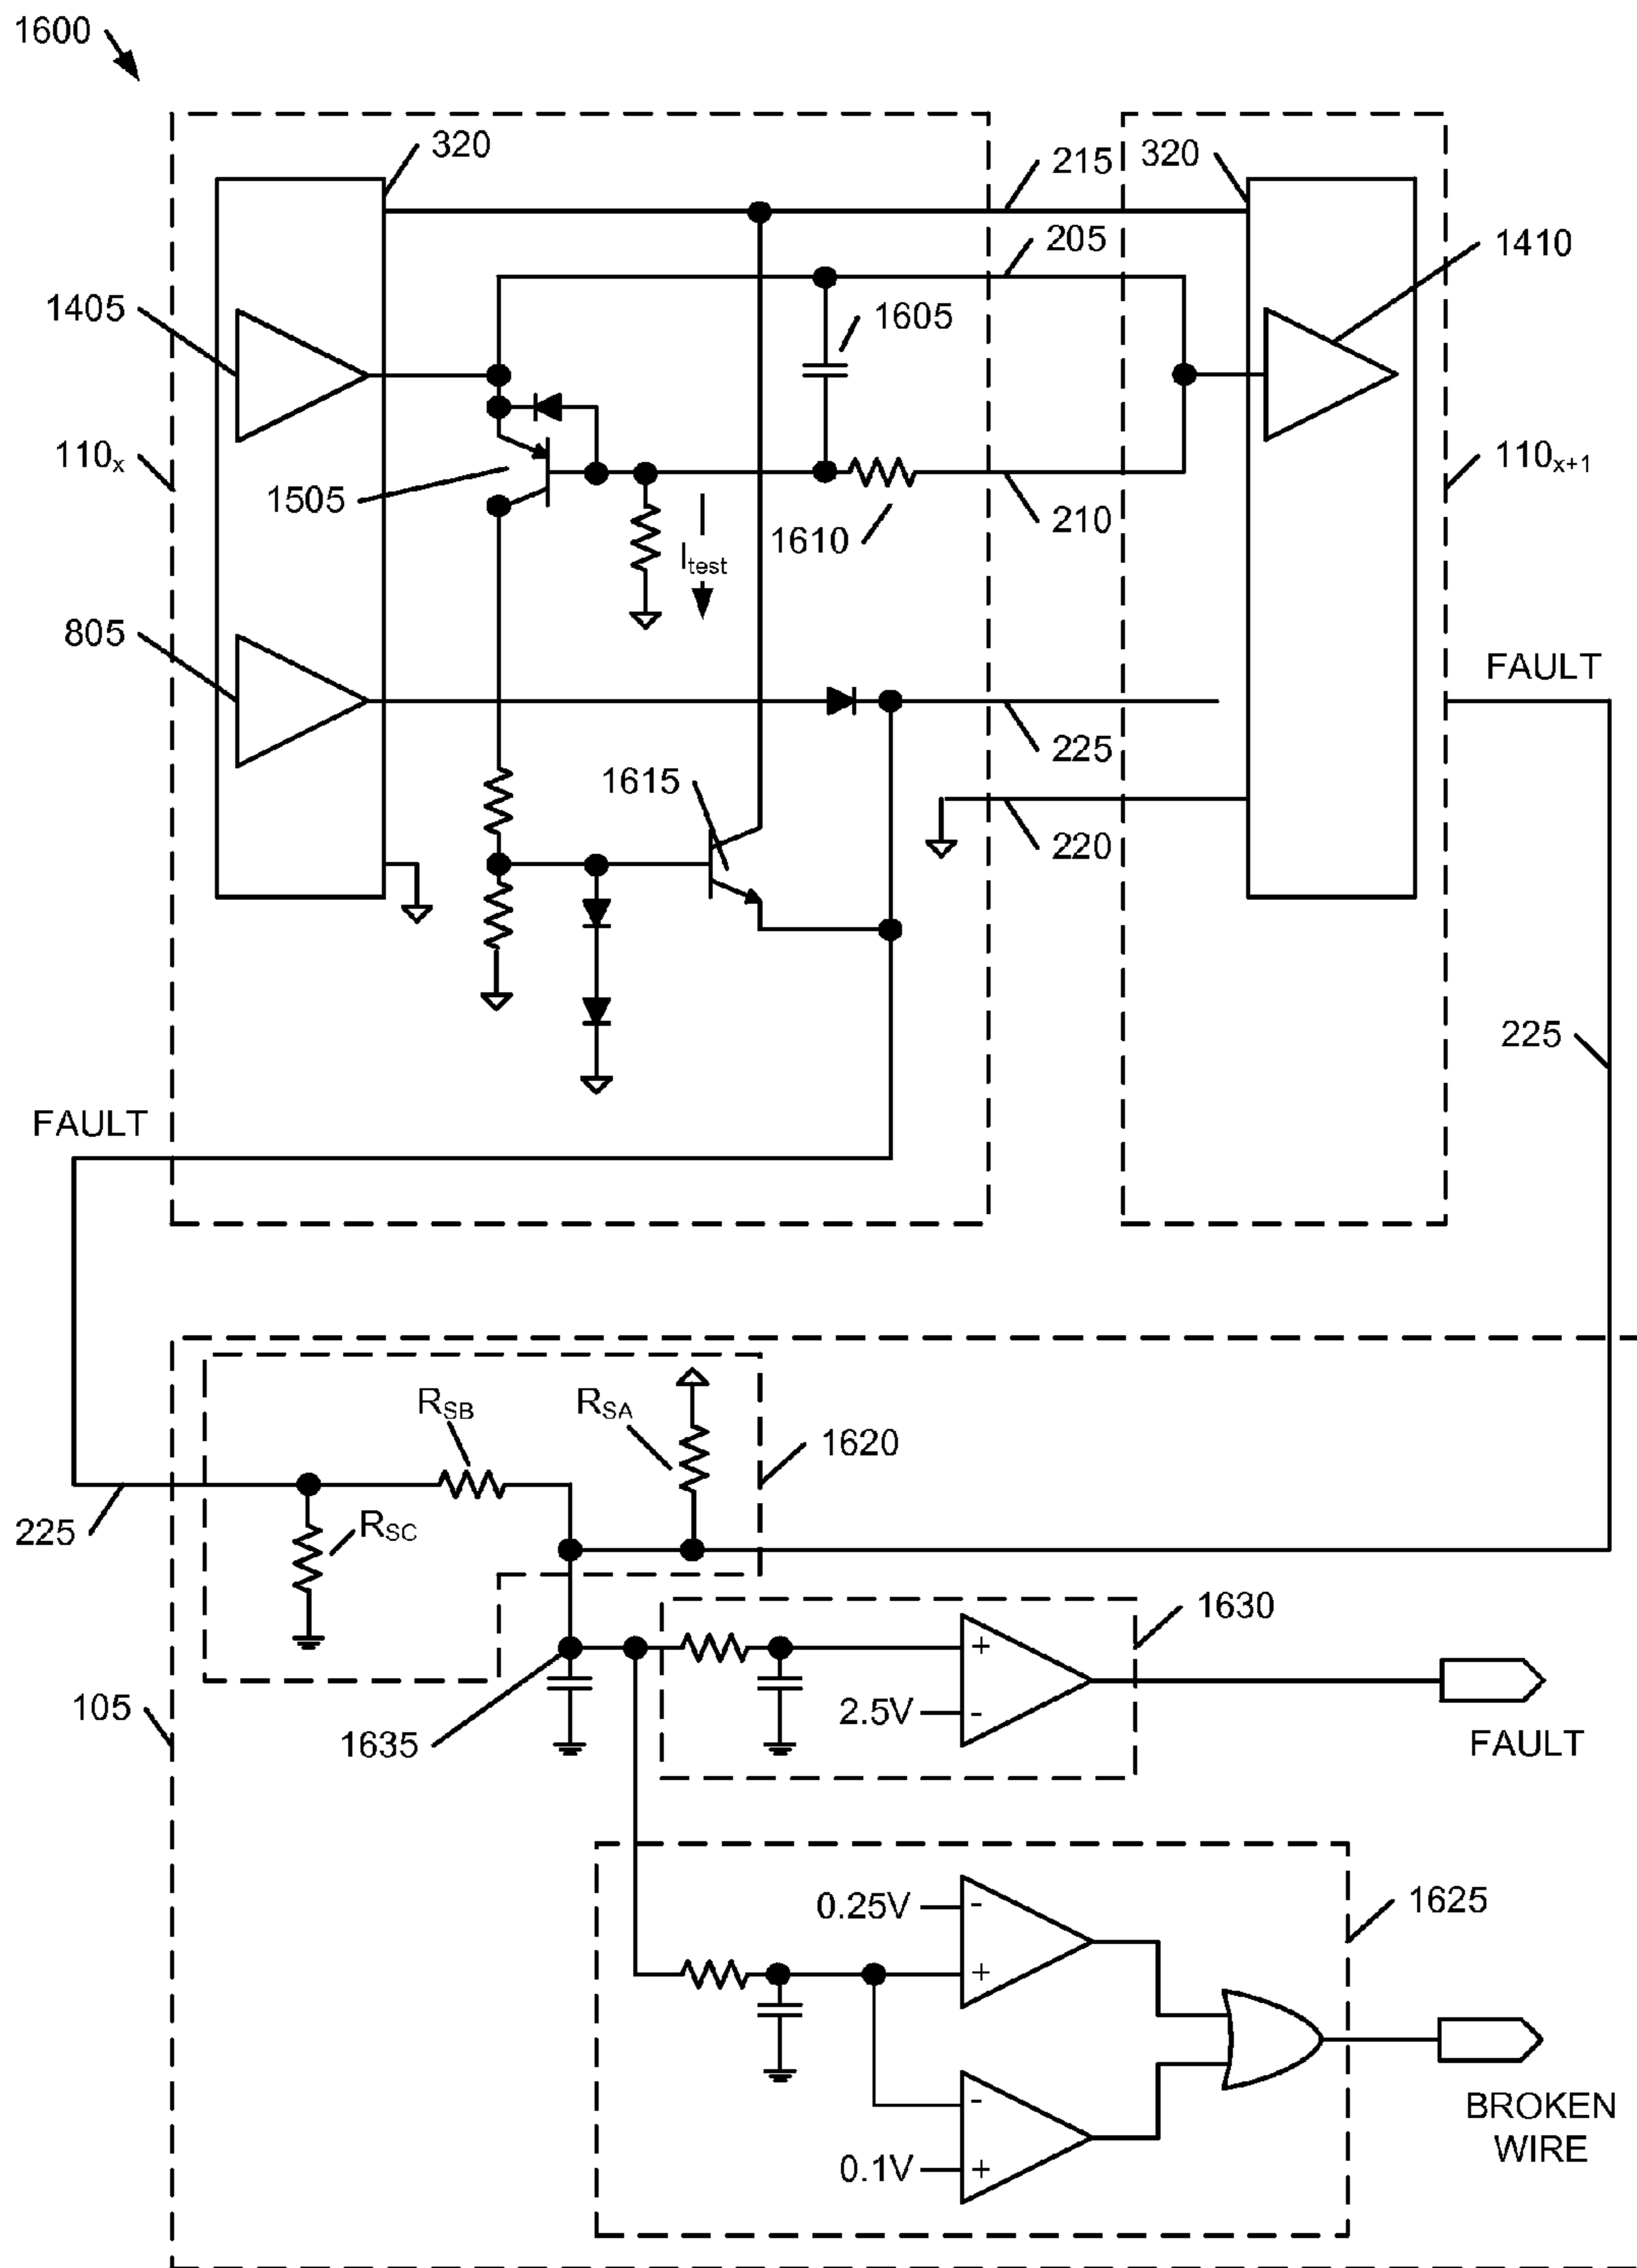 1600
320
215
320
205
1410
1405
1605
110x
1505
1610
210
110x+1
Itest
805
FAULT
225
1615
220
225
FAULT
RSB
RSA
1620
225
RSC
1630
+
105
2.5V
-
1635
FAULT
0.25V
-
1625
+
-
BROKEN
WIRE
0.1V
+